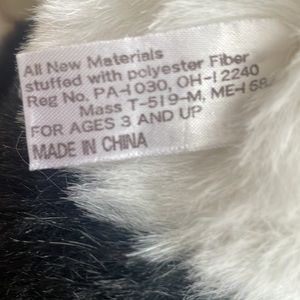 All New Materials
stuffed with polyester Fiber
Reg No. PA-1030, OH-12240
Mass T-519-M, ME-168
FOR AGES 3 AND UP
MADE IN CHINA